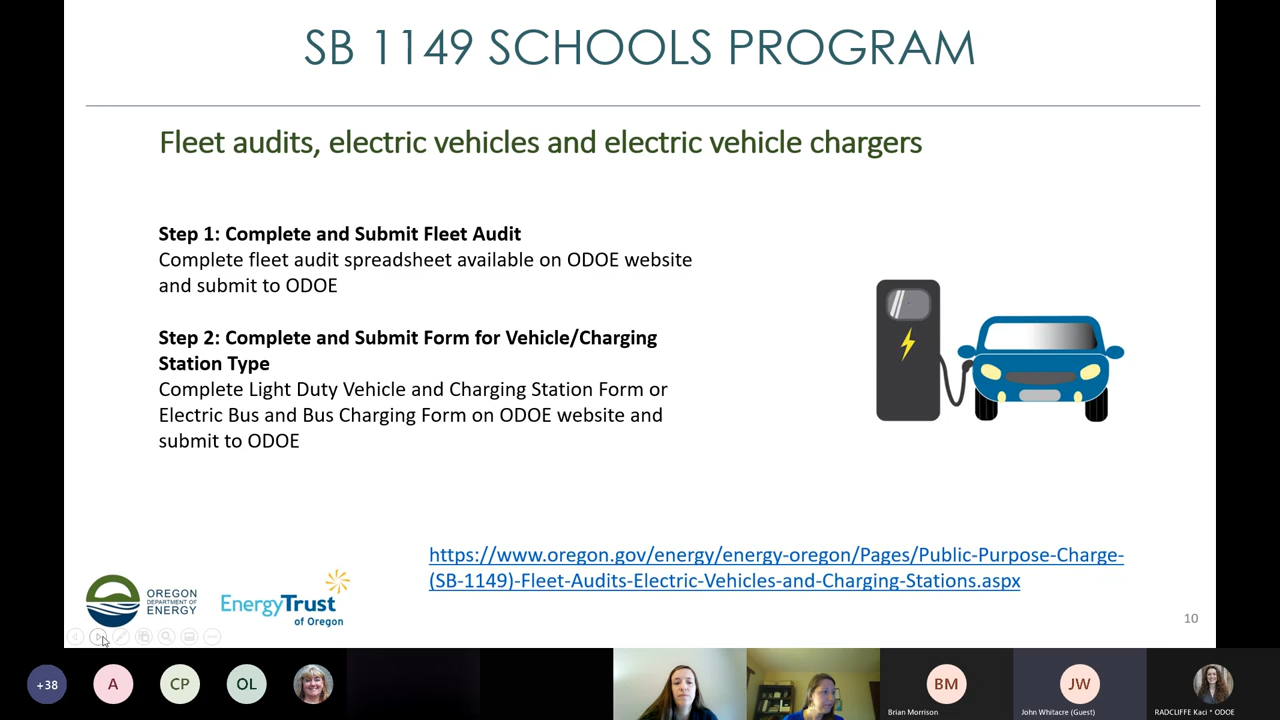 SB 1149 SCHOOLS PROGRAM
Fleet audits, electric vehicles and electric vehicle chargers
Step 1: Complete and Submit Fleet Audit
Complete fleet audit spreadsheet available on ODOE website
and submit to ODOE
Step 2: Complete and Submit Form for Vehicle/Charging
Station Type
Complete Light Duty Vehicle and Charging Station Form or
Electric Bus and Bus Charging Form on ODOE website and
submit to ODOE
https://www.oregon.gov/energy/energy-oregon/Pages/Public-Purpose-Charge-
(SB-1149)-Fleet-Audits-Electric-Vehicles-and-Charging-Stations.aspx
OREGON
DEPARTMENT OF
ENERGY
EnergyTrust
of Oregon
10
+38
A
CP
OL
BM
Brian Morrison
JW
John Whitacre (Guest)
RADCLIFFE Kaci * ODOE